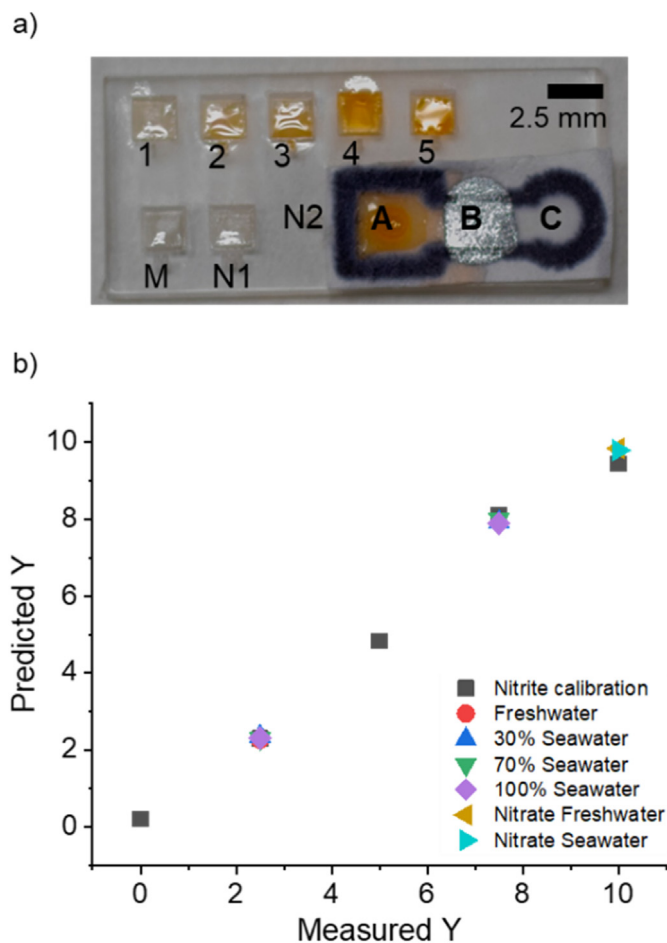 a)
2.5 mm
1 2 3 4 5
N2 A B C
M N1
b)
10
8
6
4
2
0
Predicted Y
Nitrite calibration
Freshwater
30% Seawater
70% Seawater
100% Seawater
Nitrate Freshwater
Nitrate Seawater
0 2 4 6 8 10
Measured Y